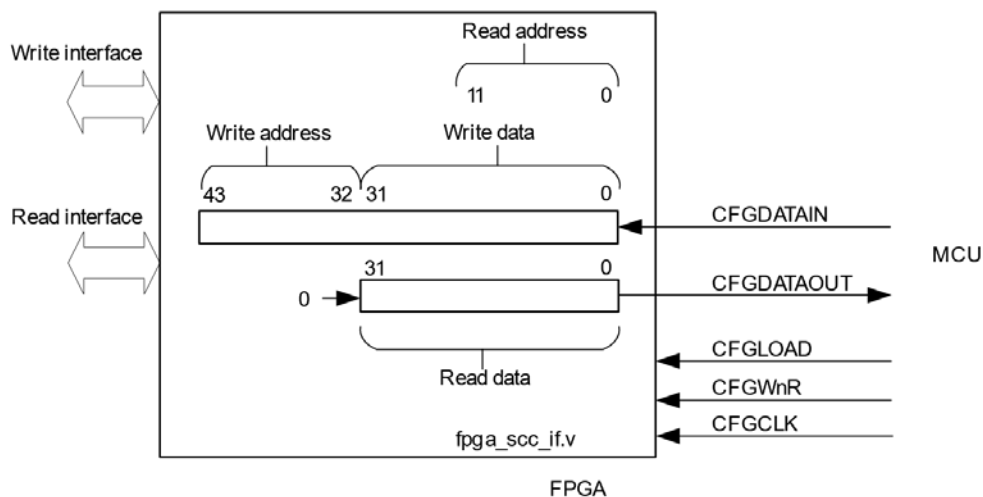 Read address
Write interface
11 0
Write address Write data
43 32 31 0
Read interface
CFGDATAIN
MCU
31 0
CFGDATAOUT
0
CFGLOAD
Read data
CFGWnR
CFGCLK
fpga_scc_if.v
FPGA